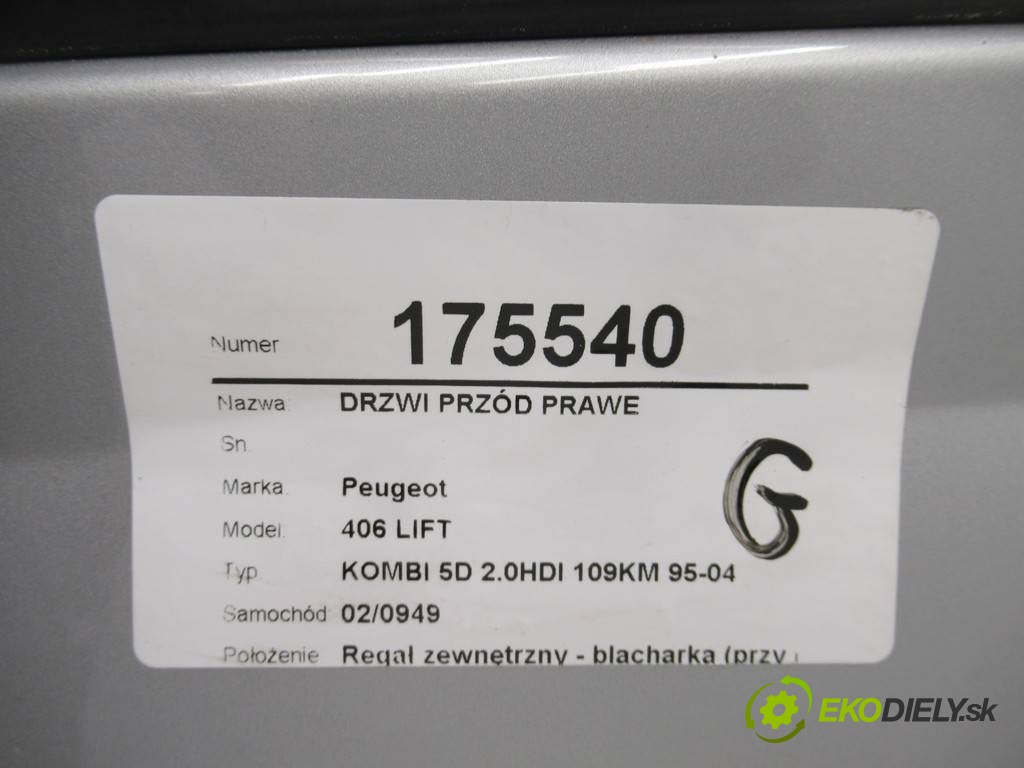 Numer 175540
Nazwa DRZWI PRZÓD PRAWE
Sn.
Marka Peugeot
Model: 406 LIFT
Typ KOMBI 5D 2.0HDI 109KM 95-04
Samochód 02/0949
Położenie Regał zewnętrzny - blacharka (przy
G
EKODIELY.sk